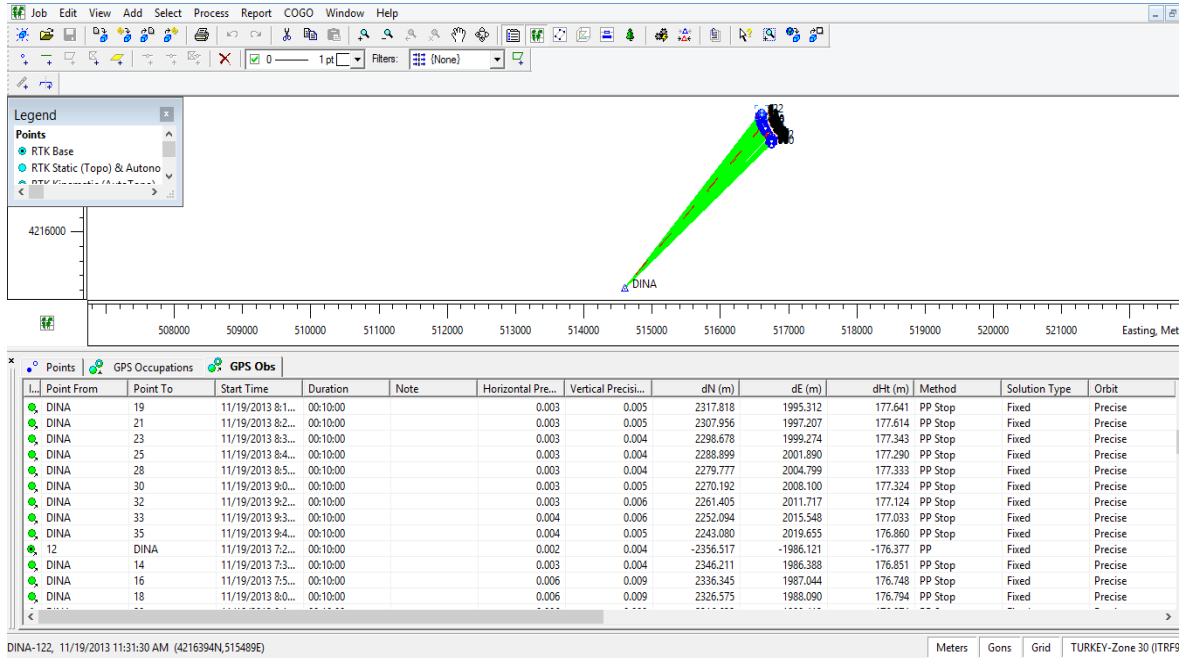 Job Edit View Add Select Process Report COGO Window Help
0 1 pt Filters: {None}
Legend
Points
RTK Base
RTK Static (Topo) & Autono
DINA
4216000
508000 509000 510000 511000 512000 513000 514000 515000 516000 517000 518000 519000 520000 521000 Easting, Met
Points GPS Occupations GPS Obs
I... Point From Point To Start Time Duration Note Horizontal Pre... Vertical Precisi... dN (m) dE (m) dHt (m) Method Solution Type Orbit
DINA 19 11/19/2013 8:1... 00:10:00 0.003 0.005 2317.818 1995.312 177.641 PP Stop Fixed Precise
DINA 21 11/19/2013 8:2... 00:10:00 0.003 0.005 2307.956 1997.207 177.614 PP Stop Fixed Precise
DINA 23 11/19/2013 8:3... 00:10:00 0.003 0.004 2298.678 1999.274 177.343 PP Stop Fixed Precise
DINA 25 11/19/2013 8:4... 00:10:00 0.003 0.004 2288.899 2001.890 177.290 PP Stop Fixed Precise
DINA 28 11/19/2013 8:5... 00:10:00 0.003 0.004 2279.777 2004.799 177.333 PP Stop Fixed Precise
DINA 30 11/19/2013 9:0... 00:10:00 0.003 0.005 2270.192 2008.100 177.324 PP Stop Fixed Precise
DINA 32 11/19/2013 9:2... 00:10:00 0.003 0.006 2261.405 2011.717 177.124 PP Stop Fixed Precise
DINA 33 11/19/2013 9:3... 00:10:00 0.004 0.006 2252.094 2015.548 177.033 PP Stop Fixed Precise
DINA 35 11/19/2013 9:4... 00:10:00 0.004 0.005 2243.080 2019.655 176.860 PP Stop Fixed Precise
12 DINA 11/19/2013 7:2... 00:10:00 0.002 0.004 -2356.517 -1986.121 -176.377 PP Fixed Precise
DINA 14 11/19/2013 7:3... 00:10:00 0.003 0.004 2346.211 1986.388 176.851 PP Stop Fixed Precise
DINA 16 11/19/2013 7:5... 00:10:00 0.006 0.009 2336.345 1987.044 176.748 PP Stop Fixed Precise
DINA 18 11/19/2013 8:0... 00:10:00 0.006 0.009 2326.575 1988.090 176.794 PP Stop Fixed Precise
DINA-122, 11/19/2013 11:31:30 AM (4216394N,515489E) Meters Gons Grid TURKEY-Zone 30 (ITRF9